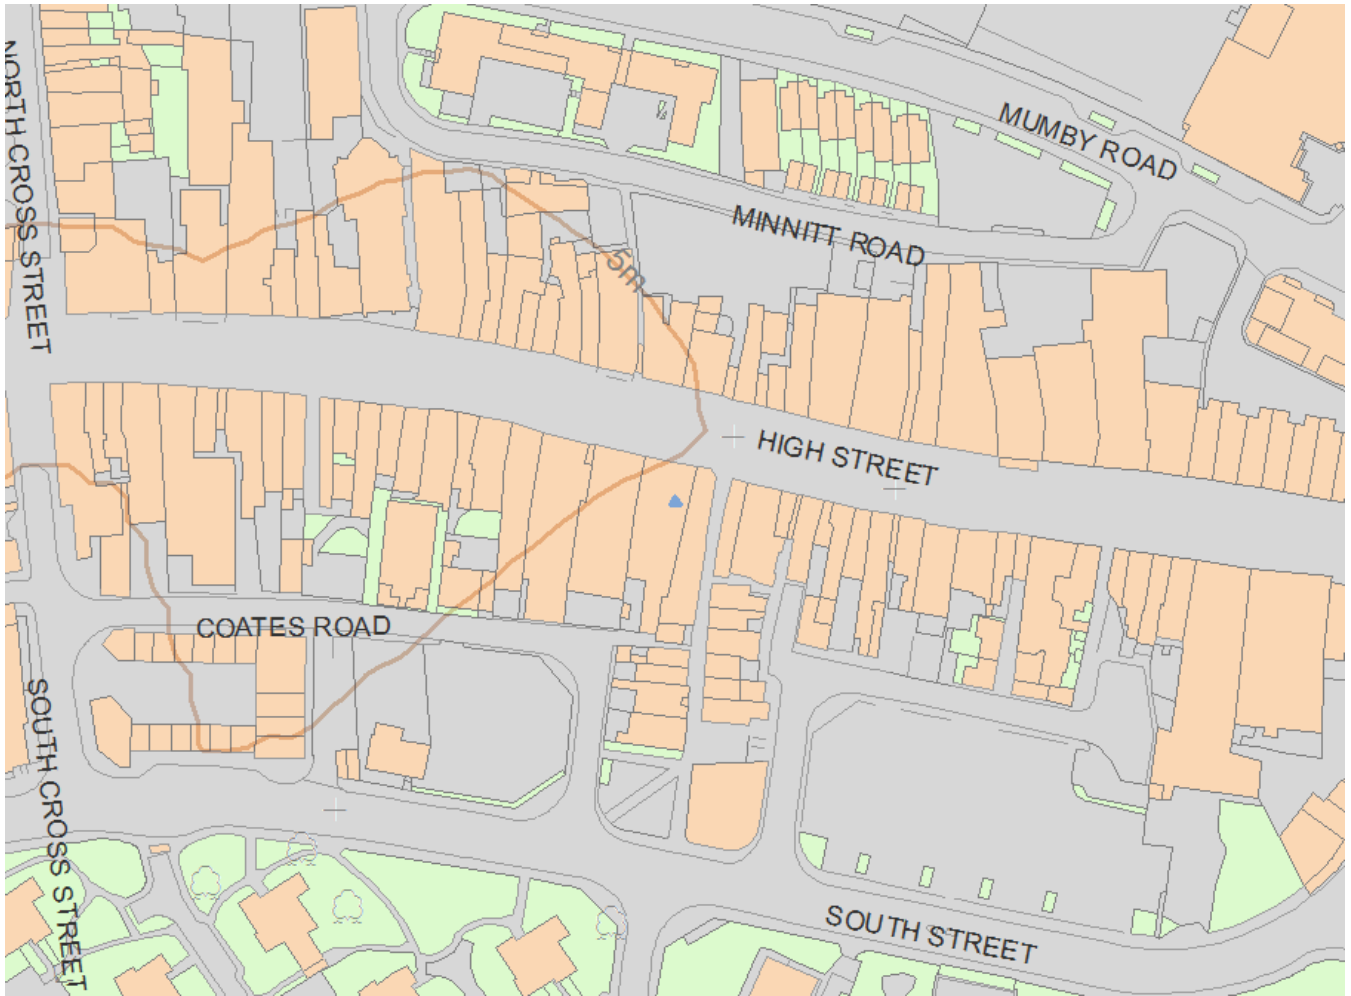 NORTH CROSS STREET
MUMBY ROAD
MINNITT ROAD
5m
HIGH STREET
COATES ROAD
SOUTH CROSS STREET
SOUTH STREET